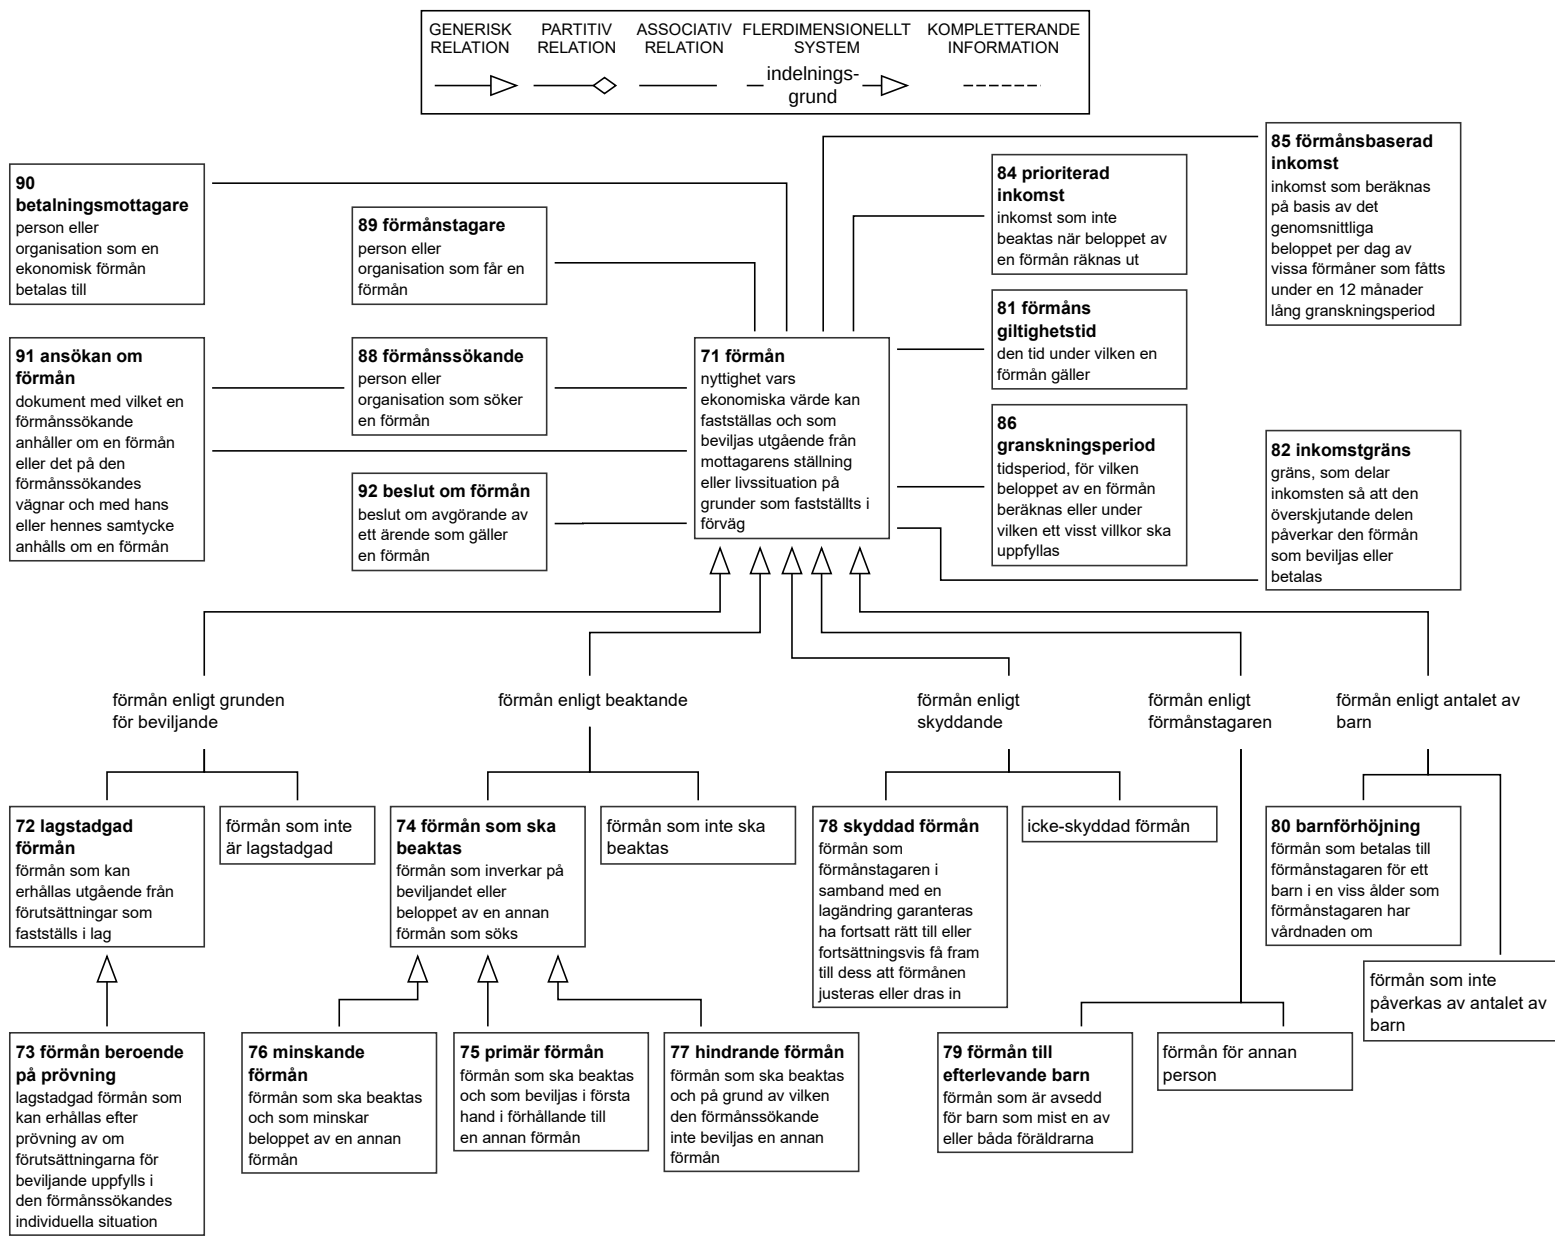 GENERISK
RELATION
PARTITIV
RELATION
ASSOCIATIV
RELATION
FLERDIMENSIONELLT
SYSTEM
KOMPLETTERANDE
INFORMATION
indelnings-
grund
90
betalningsmottagare
person eller
organisation som en
ekonomisk förmån
betalas till
89 förmånstagare
person eller
organisation som får en
förmån
84 prioriterad
inkomst
inkomst som inte
beaktas när beloppet av
en förmån räknas ut
85 förmånsbaserad
inkomst
inkomst som beräknas
på basis av det
genomsnittliga
beloppet per dag av
vissa förmåner som fåtts
under en 12 månader
lång granskningsperiod
91 ansökan om
förmån
dokument med vilket en
förmånssökande
anhåller om en förmån
eller det på den
förmånssökandes
vägnar och med hans
eller hennes samtycke
anhålls om en förmån
88 förmånssökande
person eller
organisation som söker
en förmån
92 beslut om förmån
beslut om avgörande av
ett ärende som gäller
en förmån
71 förmån
nyttighet vars
ekonomiska värde kan
fastställas och som
beviljas utgående från
mottagarens ställning
eller livssituation på
grunder som fastställts i
förväg
81 förmåns
giltighetstid
den tid under vilken en
förmån gäller
86
granskningsperiod
tidsperiod, för vilken
beloppet av en förmån
beräknas eller under
vilken ett visst villkor ska
uppfyllas
82 inkomstgräns
gräns, som delar
inkomsten så att den
överskjutande delen
påverkar den förmån
som beviljas eller
betalas
förmån enligt grunden
för beviljande
förmån enligt beaktande
förmån enligt
skyddande
förmån enligt
förmånstagaren
förmån enligt antalet av
barn
72 lagstadgad
förmån
förmån som kan
erhållas utgående från
förutsättningar som
fastställs i lag
förmån som inte
är lagstadgad
74 förmån som ska
beaktas
förmån som inverkar på
beviljandet eller
beloppet av en annan
förmån som söks
förmån som inte ska
beaktas
78 skyddad förmån
förmån som
förmånstagaren i
samband med en
lagändring garanteras
ha fortsatt rätt till eller
fortsättningsvis få fram
till dess att förmånen
justeras eller dras in
icke-skyddad förmån
80 barnförhöjning
förmån som betalas till
förmånstagaren för ett
barn i en viss ålder som
förmånstagaren har
vårdnaden om
förmån som inte
påverkas av antalet av
barn
73 förmån beroende
på prövning
lagstadgad förmån som
kan erhållas efter
prövning av om
förutsättningarna för
beviljande uppfylls i
den förmånssökandes
individuella situation
76 minskande
förmån
förmån som ska beaktas
och som minskar
beloppet av en annan
förmån
75 primär förmån
förmån som ska beaktas
och som beviljas i första
hand i förhållande till
en annan förmån
77 hindrande förmån
förmån som ska beaktas
och på grund av vilken
den förmånssökande
inte beviljas en annan
förmån
79 förmån till
efterlevande barn
förmån som är avsedd
för barn som mist en av
eller båda föräldrarna
förmån för annan
person